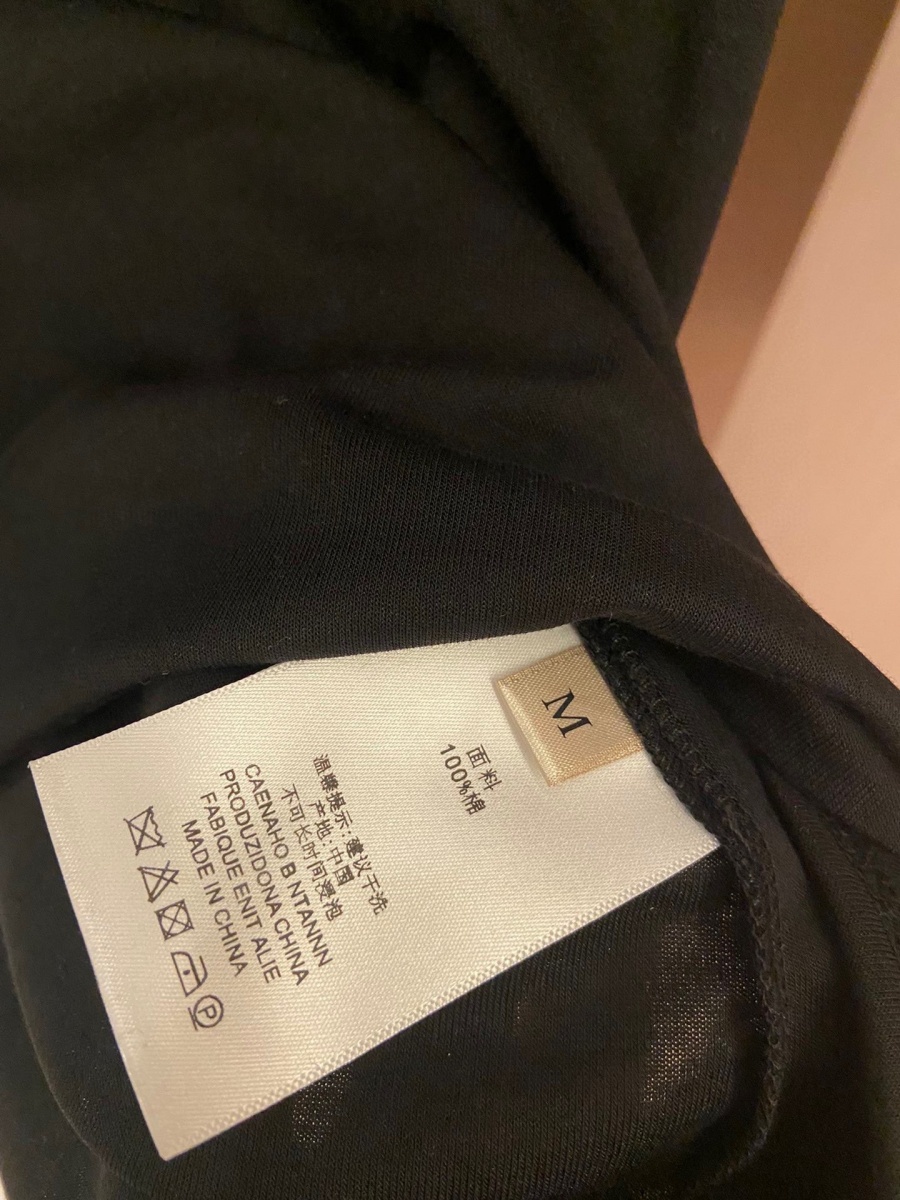 M
面料
100%棉
温馨提示:建议干洗
产地:中国
不可长时间浸泡
CAENAHO B NTANNN
PRODUZIDONA CHINA
FABIQUE ENIT ALIE
MADE IN CHINA
P